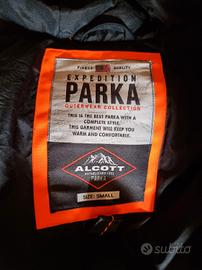 FINEST QUALITY
EXPEDITION
PARKA
OUTERWEAR COLLECTION
THIS IS THE BEST PARKA WITH A
COMPLETE STYLE.
THIS GARMENT WILL KEEP YOU
WARM AND COMFORTABLE.
ALCOTT
PARKA
SIZE: SMALL
subito